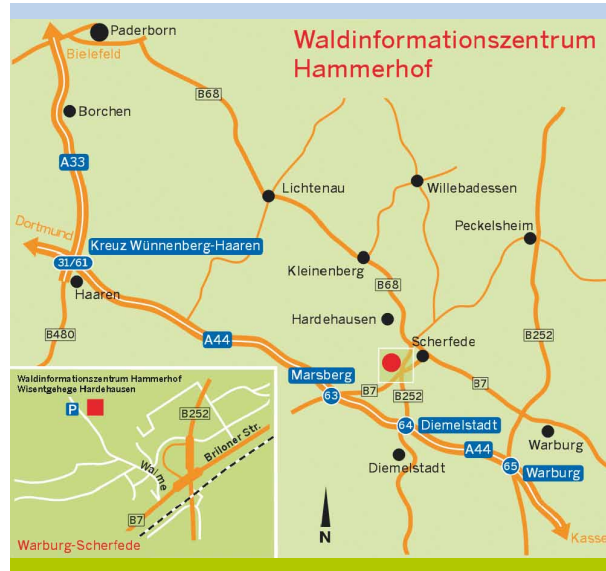 Waldinformationszentrum
Hammerhof
Paderborn
Bielefeld
B68
Borchen
A33
Lichtenau
Willebadessen
Dortmund
Peckelsheim
Kreuz Wünnenberg-Haaren
31/61
Kleinenberg
Haaren
B68
Hardehausen
B480
B252
A44
Scherfede
Marsberg
B7
B7
63
B252
Waldinformationszentrum Hammerhof
Wisentgehege Hardehausen
P
B252
64
Diemelstadt
Warburg
A44
Briloner Str.
Diemelstadt
65
Warburg
Walme
N
B7
Kasse
Warburg-Scherfede